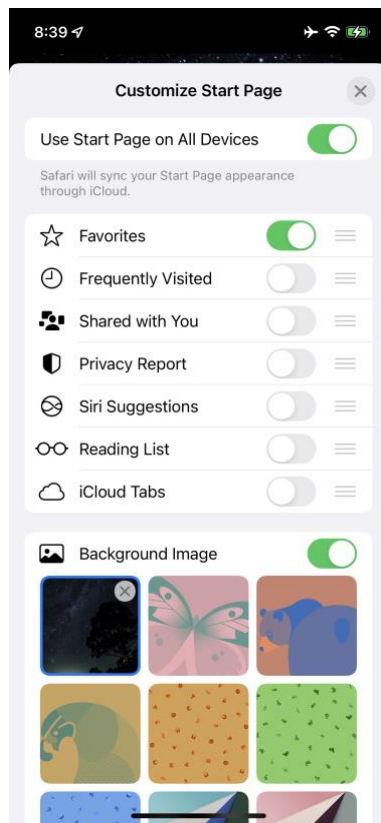 8:39
Customize Start Page
Use Start Page on All Devices
Safari will sync your Start Page appearance
through iCloud.
Favorites
Frequently Visited
Shared with You
Privacy Report
Siri Suggestions
Reading List
iCloud Tabs
Background Image